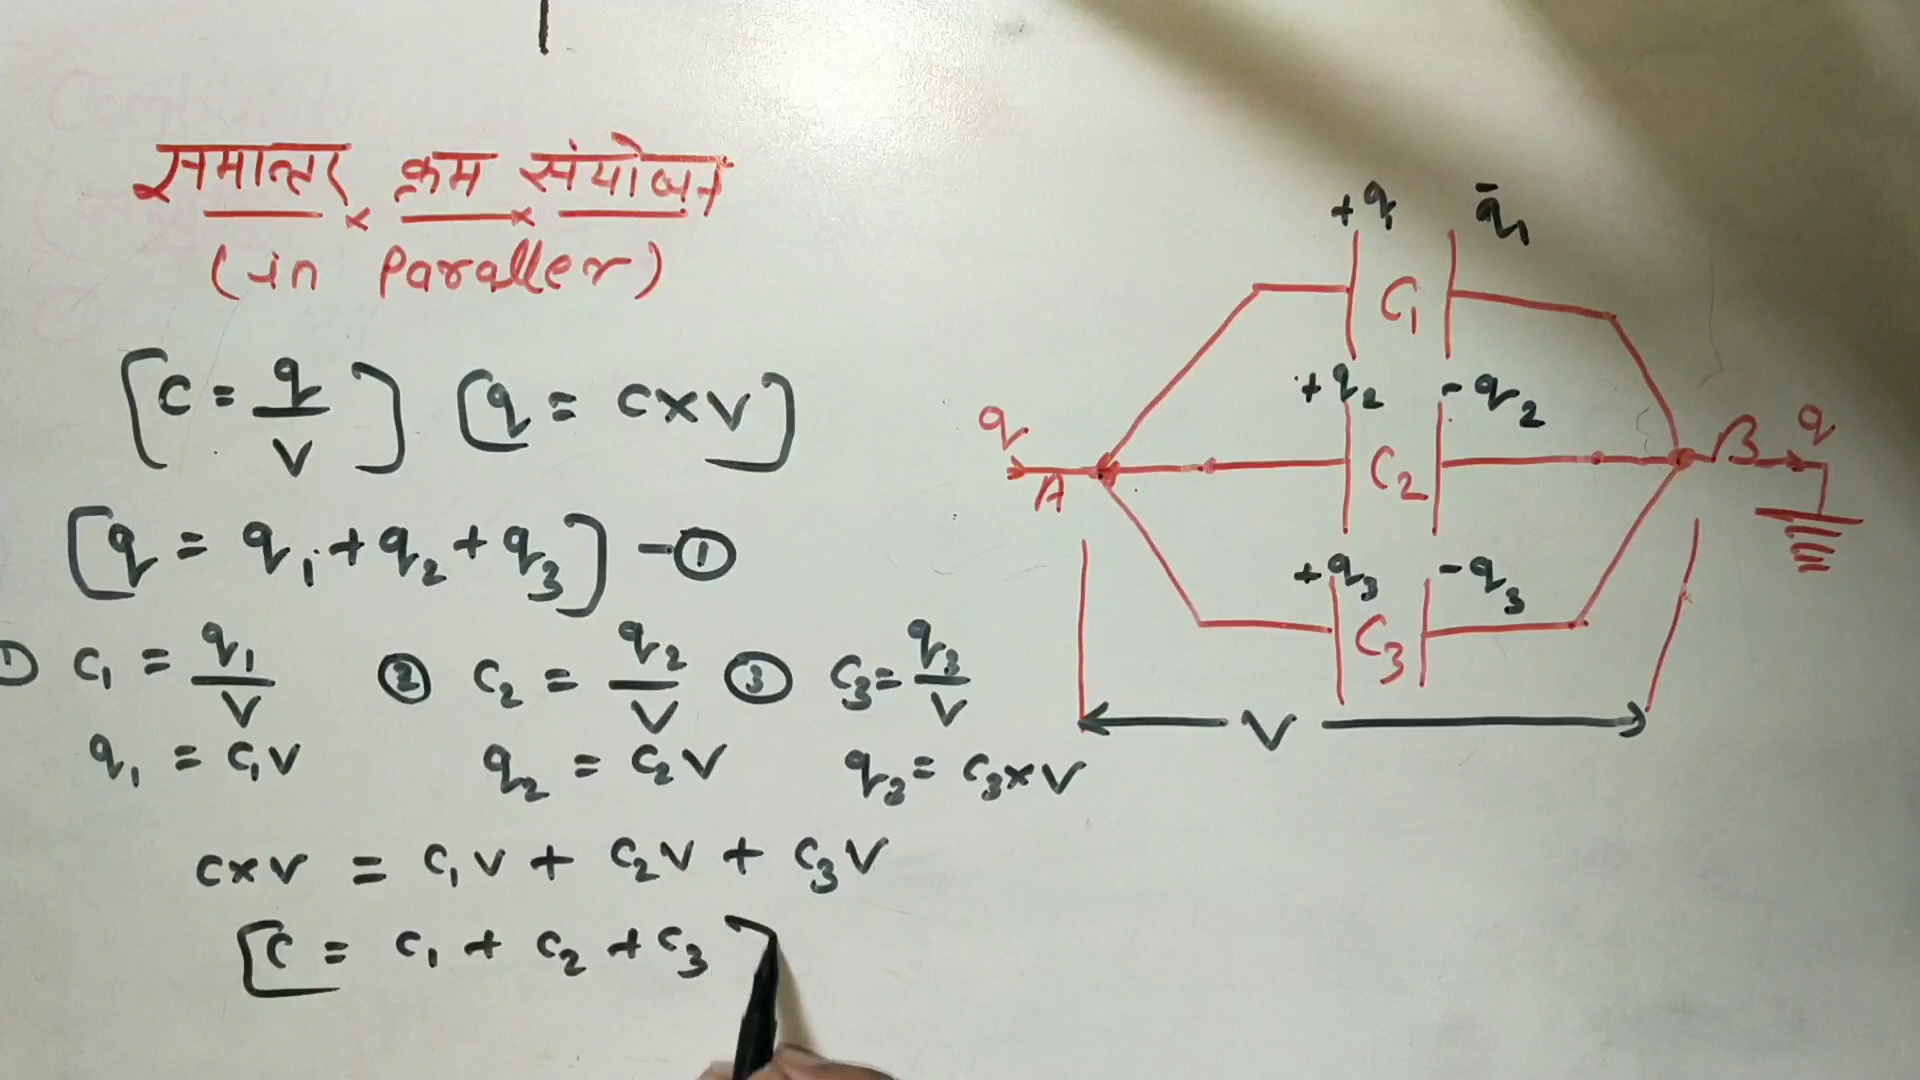 समान्तर क्रम संयोजन
(in Paraller)
[C = q/V] [q = C×V]
[q = q₁ + q₂ + q₃] - ①
① C₁ = q₁/V ② C₂ = q₂/V ③ C₃ = q₃/V
q₁ = C₁V q₂ = C₂V q₃ = C₃×V
C×V = C₁V + C₂V + C₃V
[C = C₁ + C₂ + C₃]
+q₁ -q₁
C₁
+q₂ -q₂
q A C₂ B q
+q₃ -q₃
C₃
V